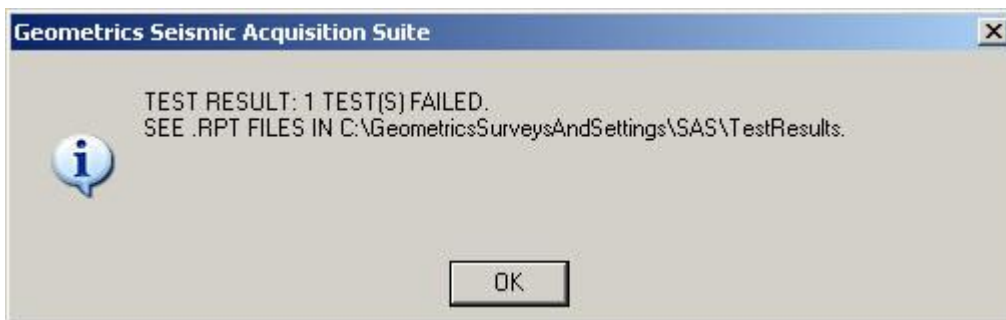 Geometrics Seismic Acquisition Suite
TEST RESULT: 1 TEST(S) FAILED.
SEE .RPT FILES IN C:\GeometricsSurveysAndSettings\SAS\TestResults.
OK